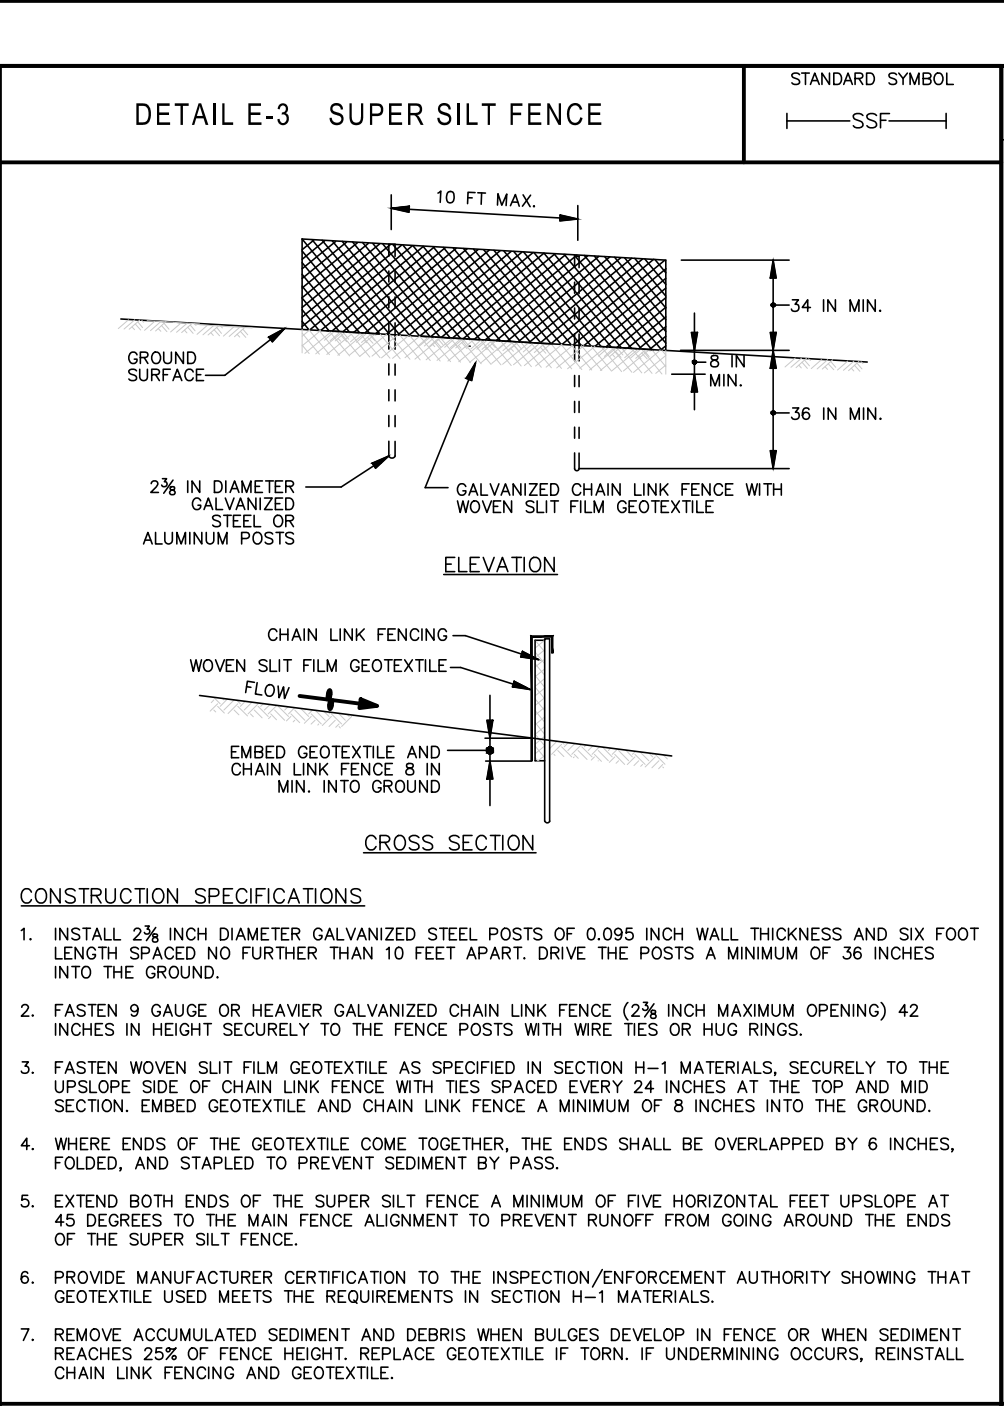 DETAIL E-3 SUPER SILT FENCE
STANDARD SYMBOL
SSF
10 FT MAX.
34 IN MIN.
GROUND
SURFACE
8 IN
MIN.
36 IN MIN.
2⅜ IN DIAMETER
GALVANIZED
STEEL OR
ALUMINUM POSTS
GALVANIZED CHAIN LINK FENCE WITH
WOVEN SLIT FILM GEOTEXTILE
ELEVATION
CHAIN LINK FENCING
WOVEN SLIT FILM GEOTEXTILE
FLOW
EMBED GEOTEXTILE AND
CHAIN LINK FENCE 8 IN
MIN. INTO GROUND
CROSS SECTION
CONSTRUCTION SPECIFICATIONS
1. INSTALL 2⅜ INCH DIAMETER GALVANIZED STEEL POSTS OF 0.095 INCH WALL THICKNESS AND SIX FOOT
LENGTH SPACED NO FURTHER THAN 10 FEET APART. DRIVE THE POSTS A MINIMUM OF 36 INCHES
INTO THE GROUND.
2. FASTEN 9 GAUGE OR HEAVIER GALVANIZED CHAIN LINK FENCE (2⅜ INCH MAXIMUM OPENING) 42
INCHES IN HEIGHT SECURELY TO THE FENCE POSTS WITH WIRE TIES OR HUG RINGS.
3. FASTEN WOVEN SLIT FILM GEOTEXTILE AS SPECIFIED IN SECTION H-1 MATERIALS, SECURELY TO THE
UPSLOPE SIDE OF CHAIN LINK FENCE WITH TIES SPACED EVERY 24 INCHES AT THE TOP AND MID
SECTION. EMBED GEOTEXTILE AND CHAIN LINK FENCE A MINIMUM OF 8 INCHES INTO THE GROUND.
4. WHERE ENDS OF THE GEOTEXTILE COME TOGETHER, THE ENDS SHALL BE OVERLAPPED BY 6 INCHES,
FOLDED, AND STAPLED TO PREVENT SEDIMENT BY PASS.
5. EXTEND BOTH ENDS OF THE SUPER SILT FENCE A MINIMUM OF FIVE HORIZONTAL FEET UPSLOPE AT
45 DEGREES TO THE MAIN FENCE ALIGNMENT TO PREVENT RUNOFF FROM GOING AROUND THE ENDS
OF THE SUPER SILT FENCE.
6. PROVIDE MANUFACTURER CERTIFICATION TO THE INSPECTION/ENFORCEMENT AUTHORITY SHOWING THAT
GEOTEXTILE USED MEETS THE REQUIREMENTS IN SECTION H-1 MATERIALS.
7. REMOVE ACCUMULATED SEDIMENT AND DEBRIS WHEN BULGES DEVELOP IN FENCE OR WHEN SEDIMENT
REACHES 25% OF FENCE HEIGHT. REPLACE GEOTEXTILE IF TORN. IF UNDERMINING OCCURS, REINSTALL
CHAIN LINK FENCING AND GEOTEXTILE.